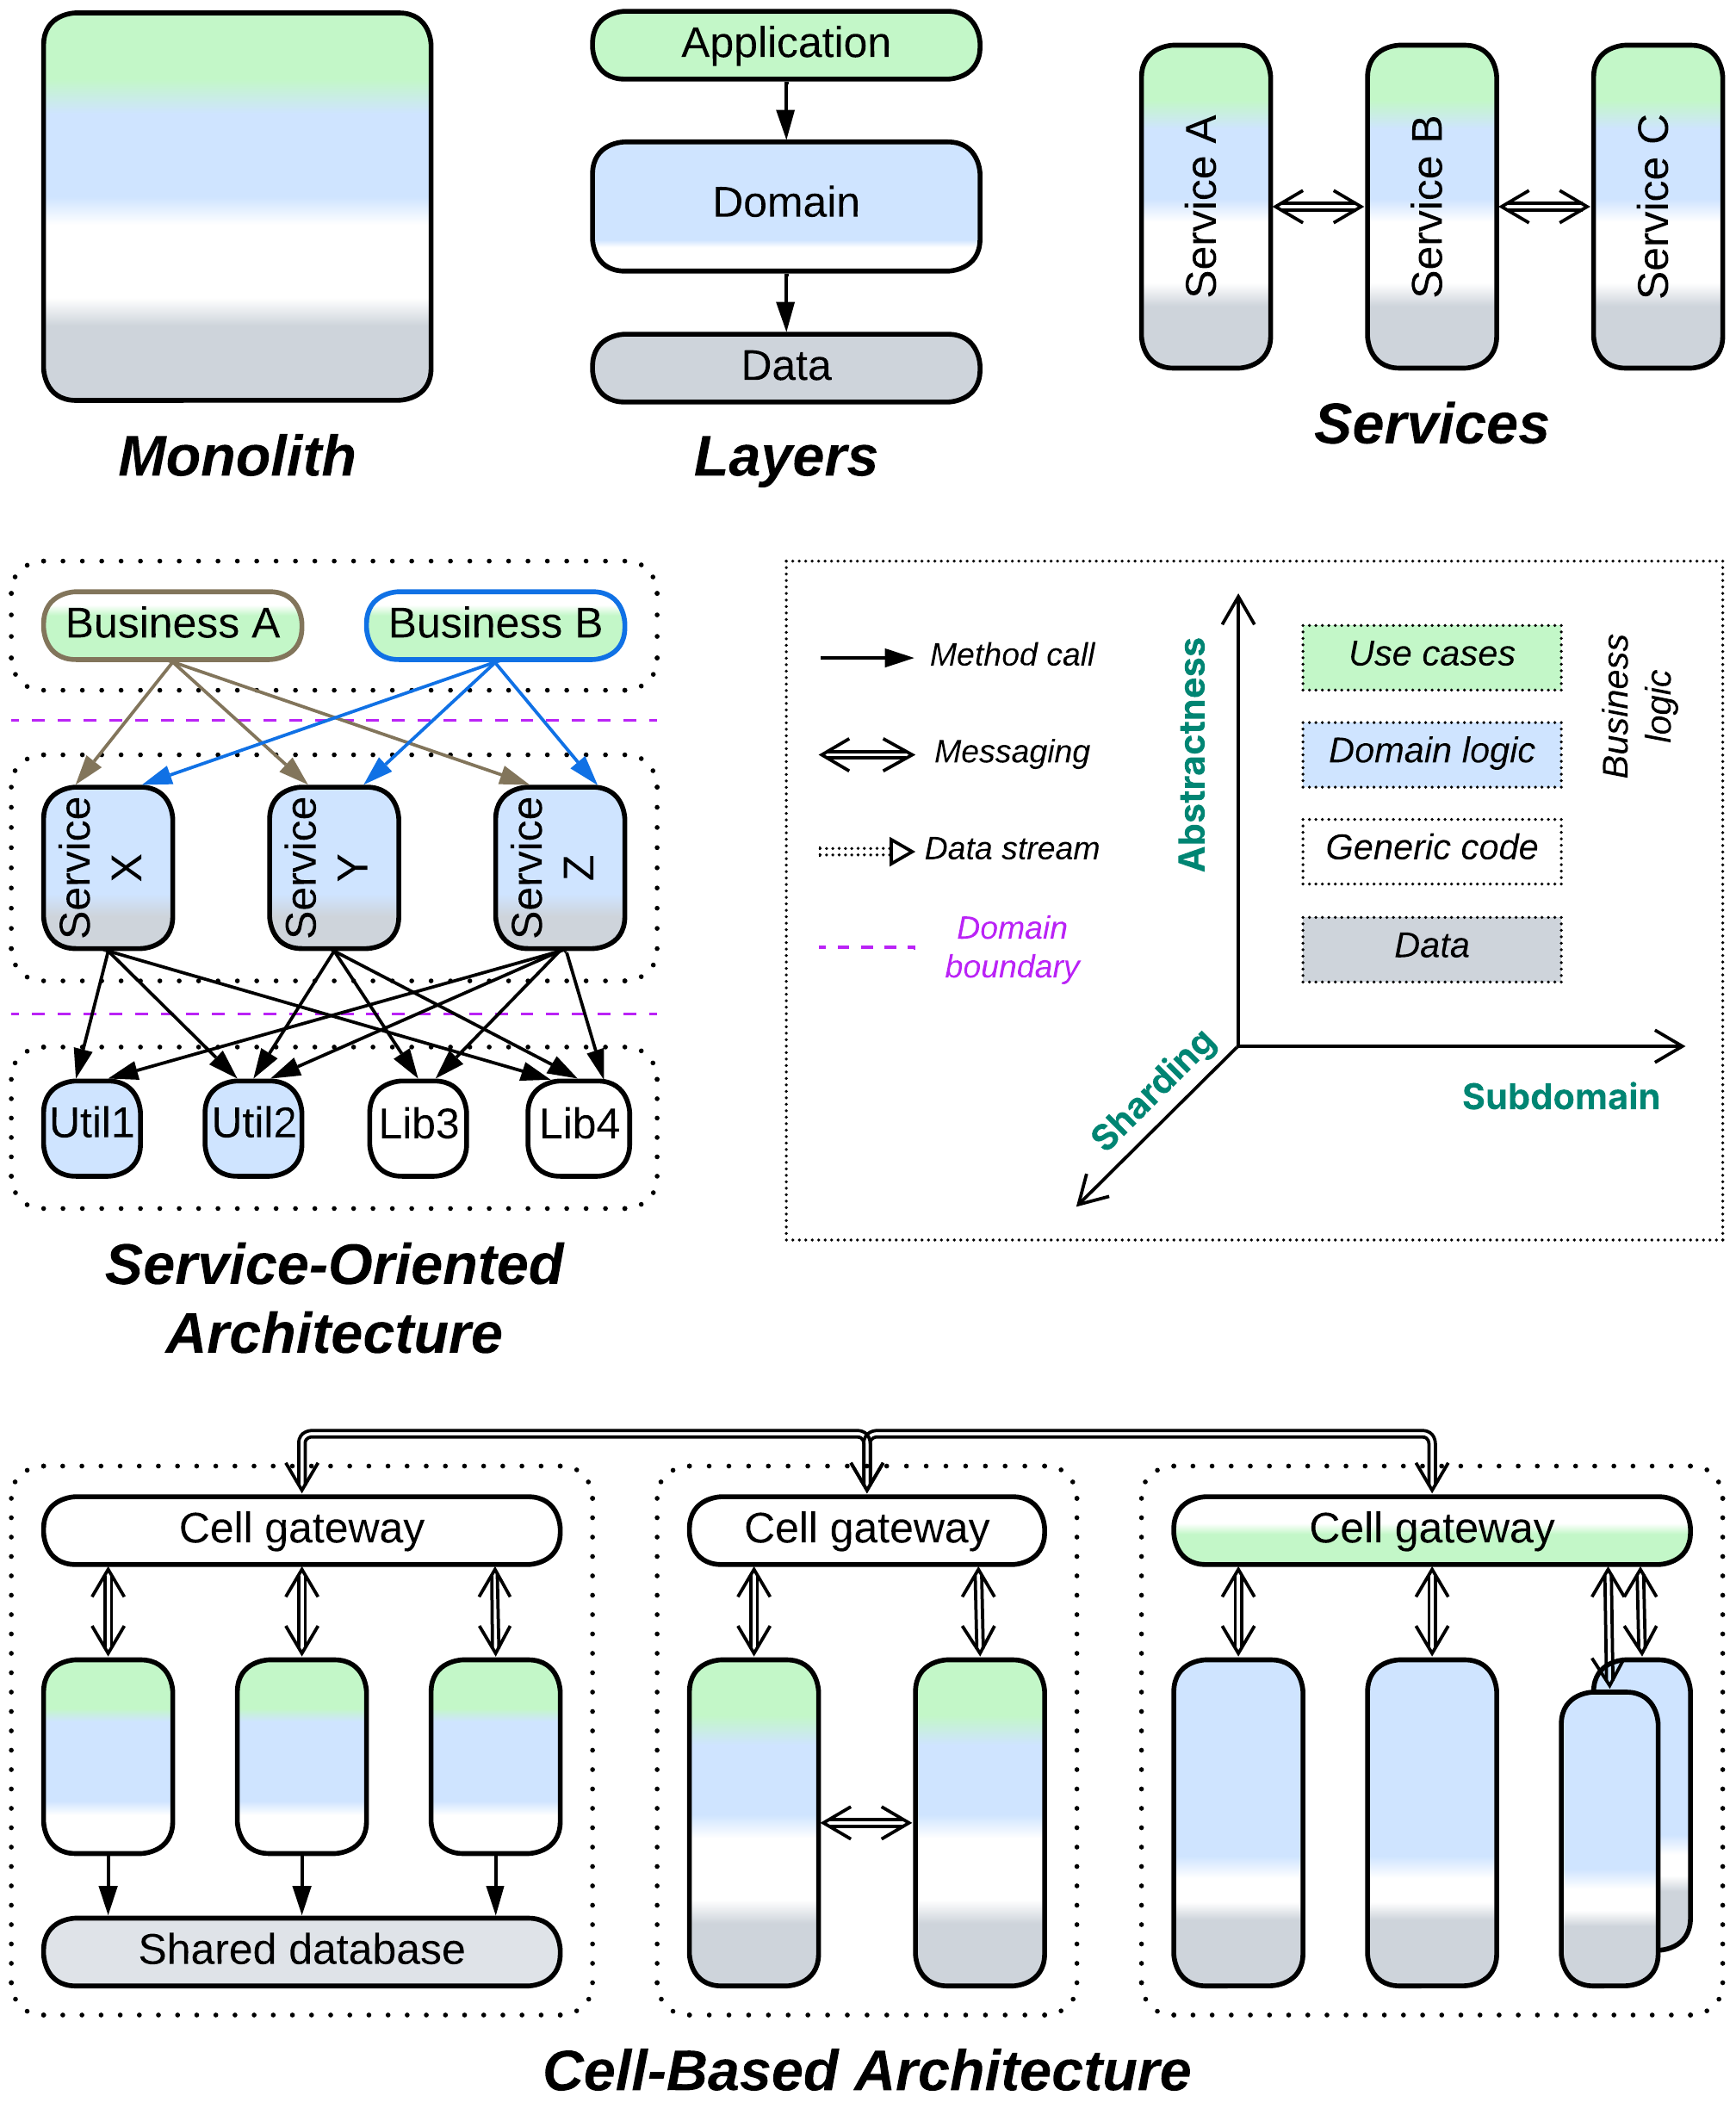 Application
Domain
Data
Service A
Service B
Service C
Monolith
Layers
Services
Business A
Business B
Service
X
Service
Y
Service
Z
Util1
Util2
Lib3
Lib4
Service-Oriented
Architecture
Method call
Messaging
Data stream
Domain
boundary
Abstractness
Sharding
Subdomain
Use cases
Domain logic
Generic code
Data
Business
logic
Cell gateway
Cell gateway
Cell gateway
Shared database
Cell-Based Architecture